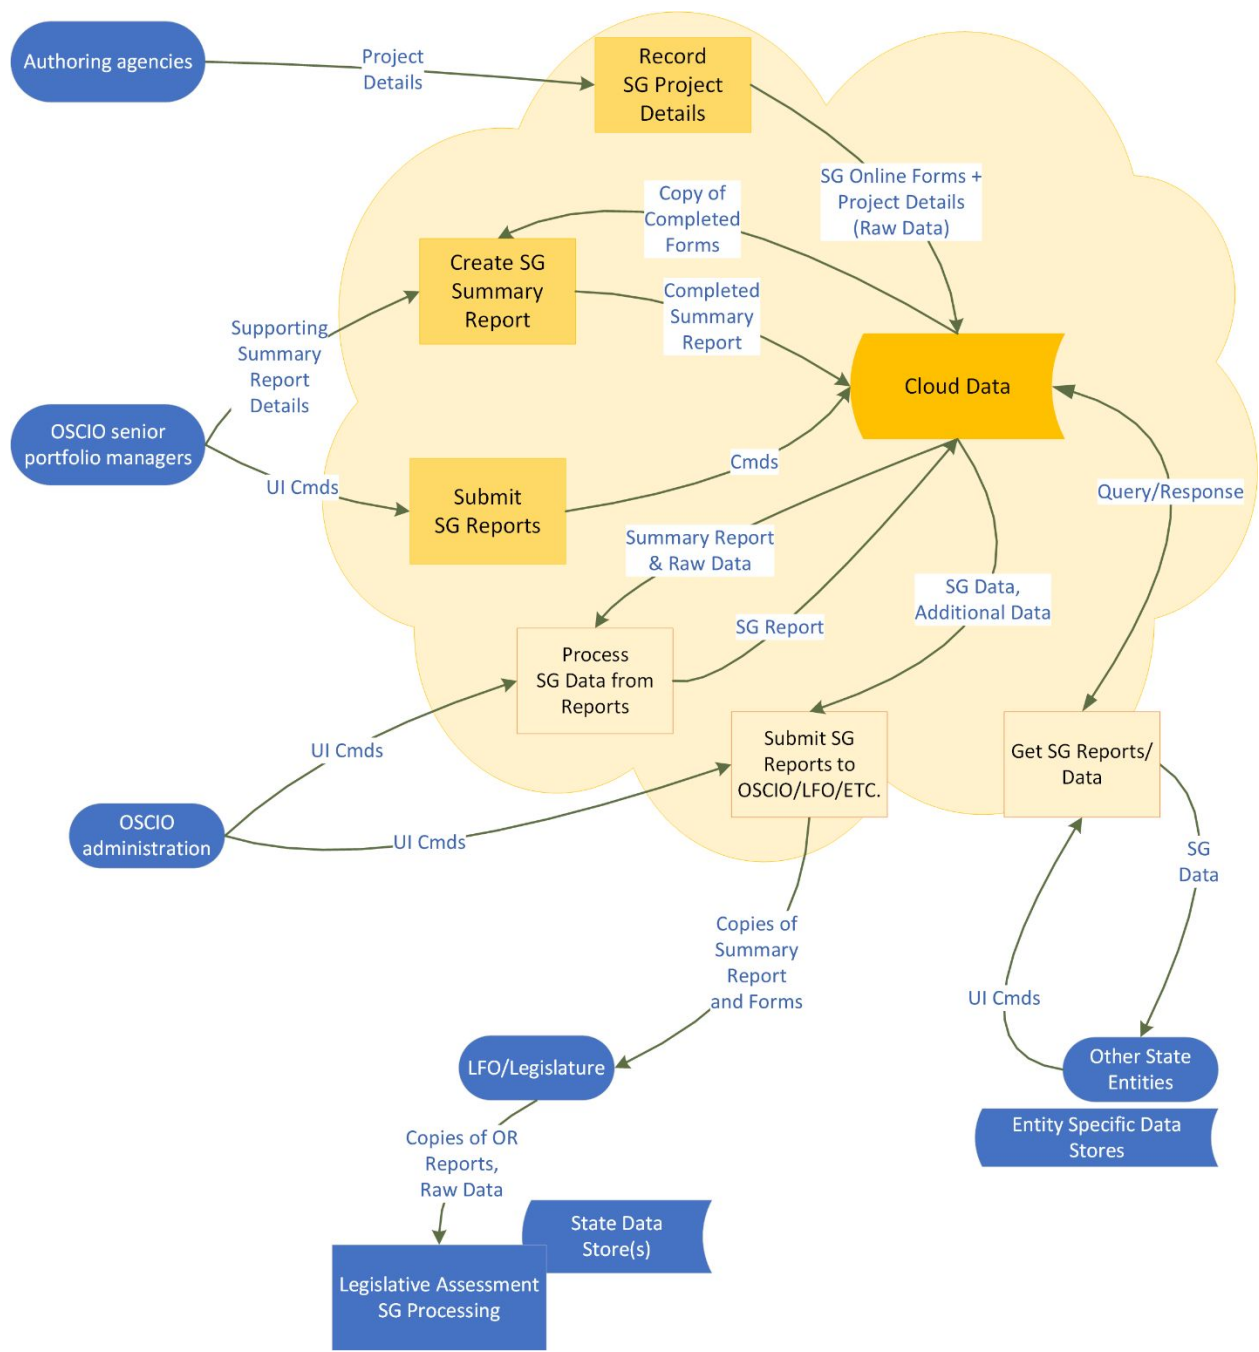 Authoring agencies
Project
Details
Record
SG Project
Details
SG Online Forms +
Project Details
(Raw Data)
Copy of
Completed
Forms
Create SG
Summary
Report
Completed
Summary
Report
Supporting
Summary
Report
Details
Cloud Data
OSCIO senior
portfolio managers
UI Cmds
Submit
SG Reports
Cmds
Query/Response
Summary Report
& Raw Data
SG Data,
Additional Data
SG Report
Process
SG Data from
Reports
UI Cmds
Submit SG
Reports to
OSCIO/LFO/ETC.
Get SG Reports/
Data
OSCIO
administration
UI Cmds
SG
Data
Copies of
Summary
Report
and Forms
UI Cmds
LFO/Legislature
Other State
Entities
Entity Specific Data
Stores
Copies of OR
Reports,
Raw Data
State Data
Store(s)
Legislative Assessment
SG Processing